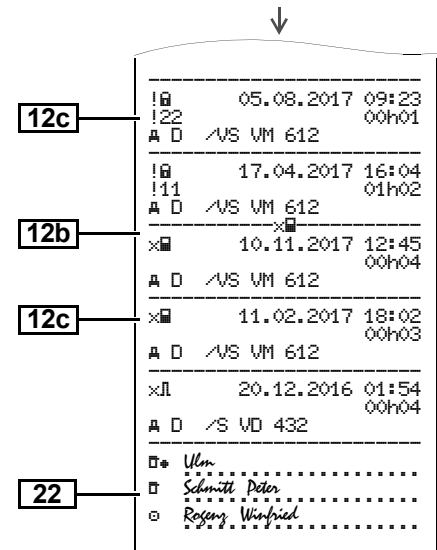 12c
!22
05.08.2017 09:23
00h01
A D /VS VM 612
!11
17.04.2017 16:04
01h02
A D /VS VM 612
12b
x
10.11.2017 12:45
00h04
A D /VS VM 612
12c
x 11.02.2017 18:02
00h03
A D /VS VM 612
x 20.12.2016 01:54
00h04
A D /S VD 432
Ulm
22
Schmitt Peter
Rogenz Winfried